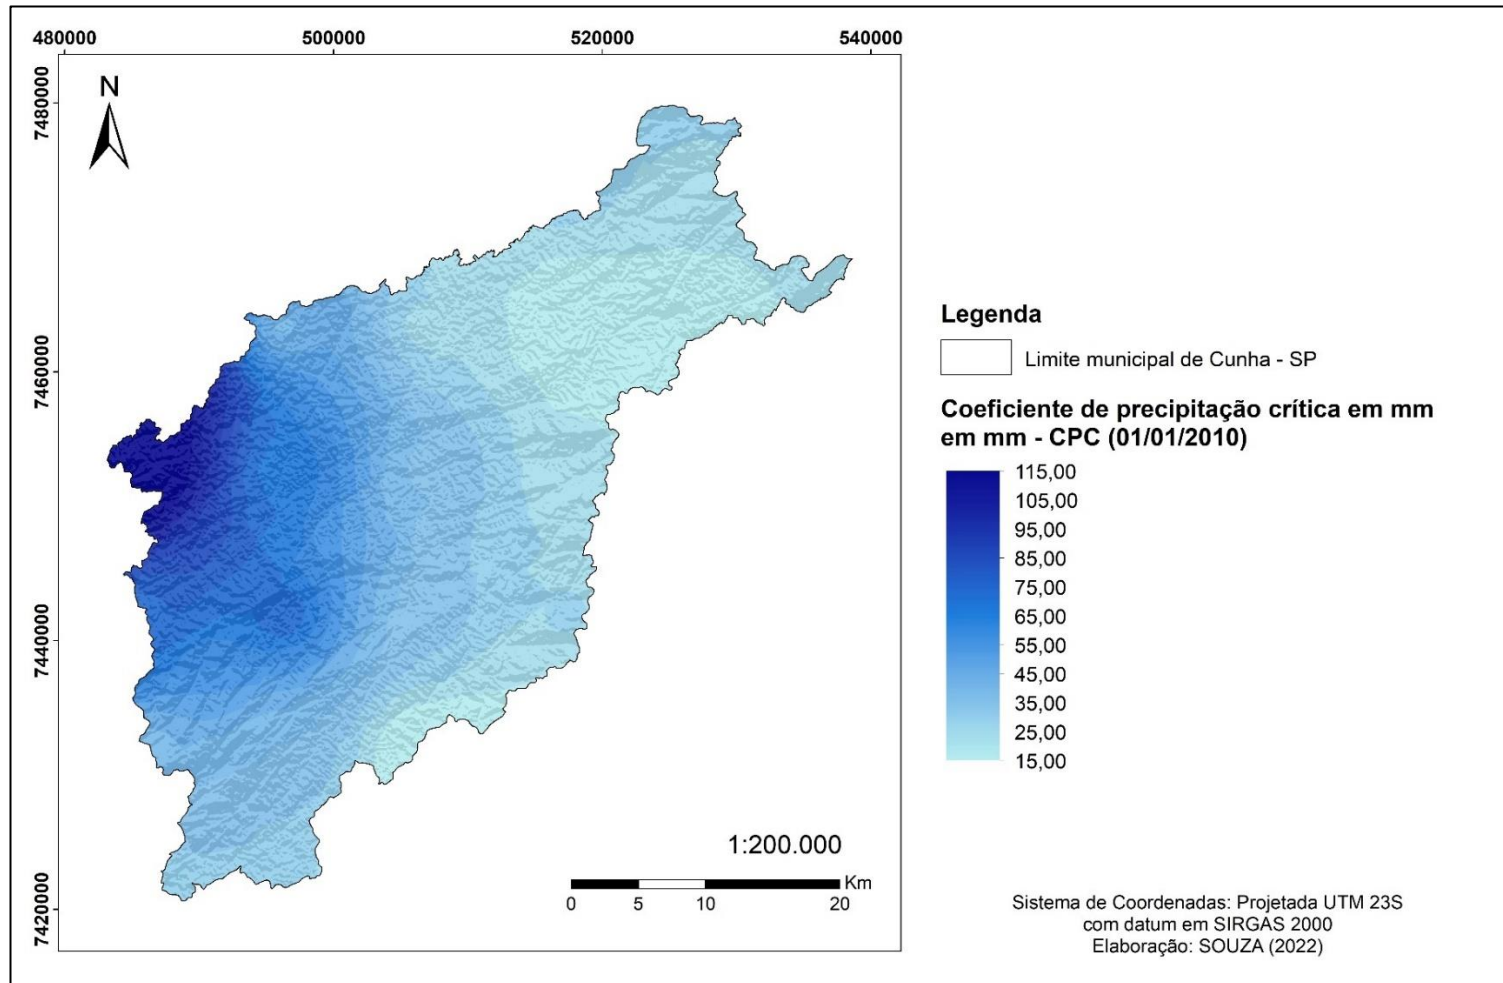 480000
500000
520000
540000
7480000
7460000
7440000
7420000
N
1:200.000
Km
0
5
10
20
Legenda
Limite municipal de Cunha - SP
Coeficiente de precipitação crítica em mm
em mm - CPC (01/01/2010)
115,00
105,00
95,00
85,00
75,00
65,00
55,00
45,00
35,00
25,00
15,00
Sistema de Coordenadas: Projetada UTM 23S
com datum em SIRGAS 2000
Elaboração: SOUZA (2022)